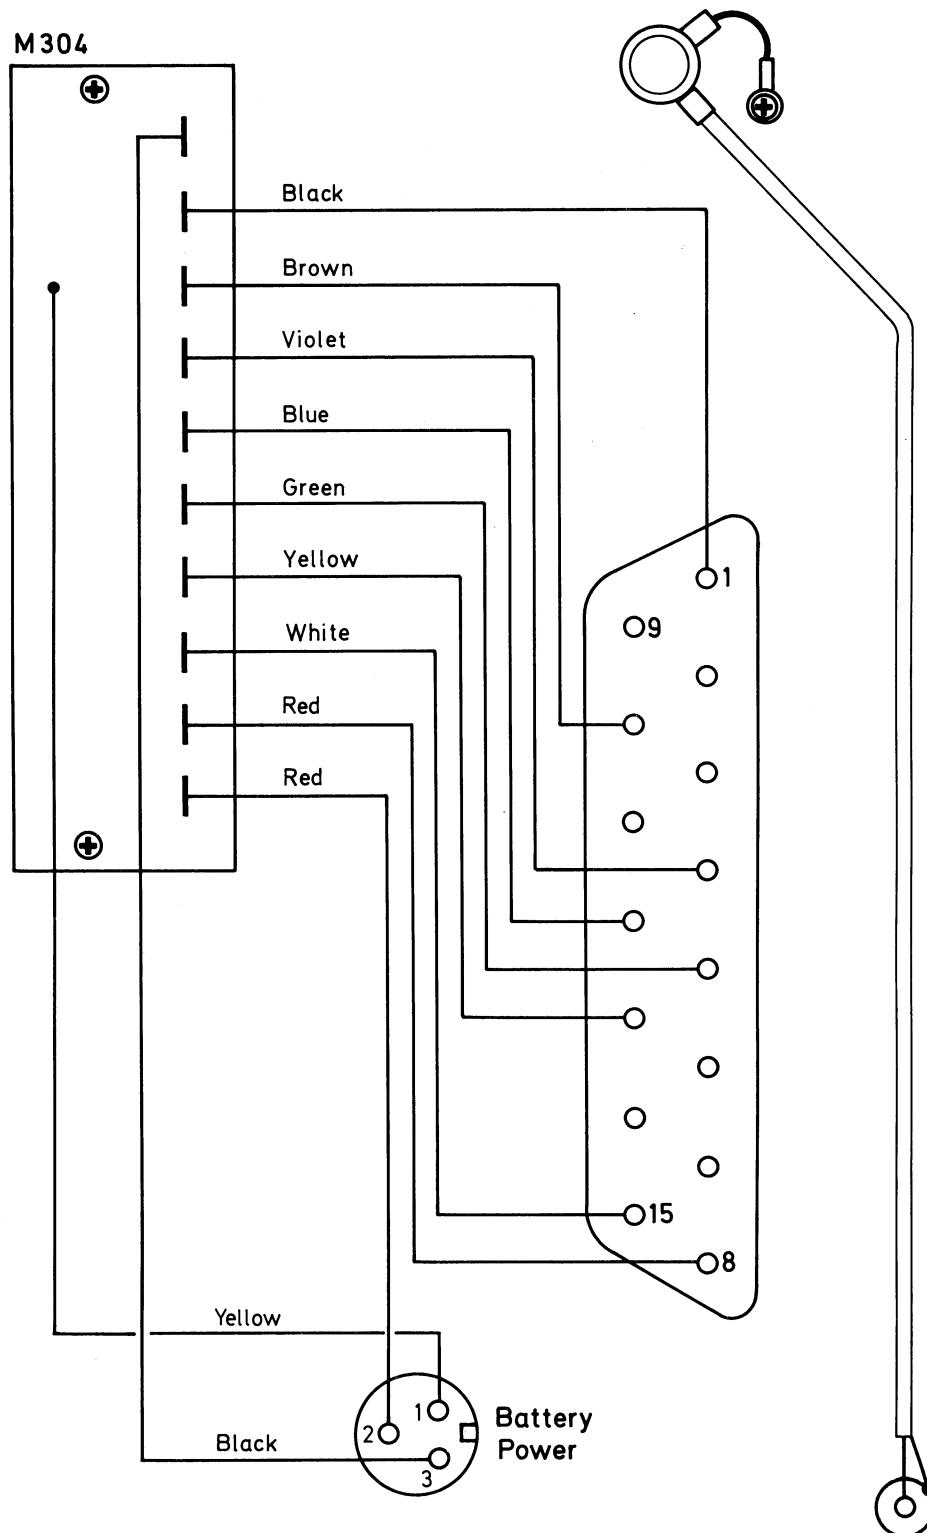 M304
Black
Brown
Violet
Blue
Green
Yellow
White
Red
Red
1
9
15
8
Yellow
1
2
3
Battery
Power
Black